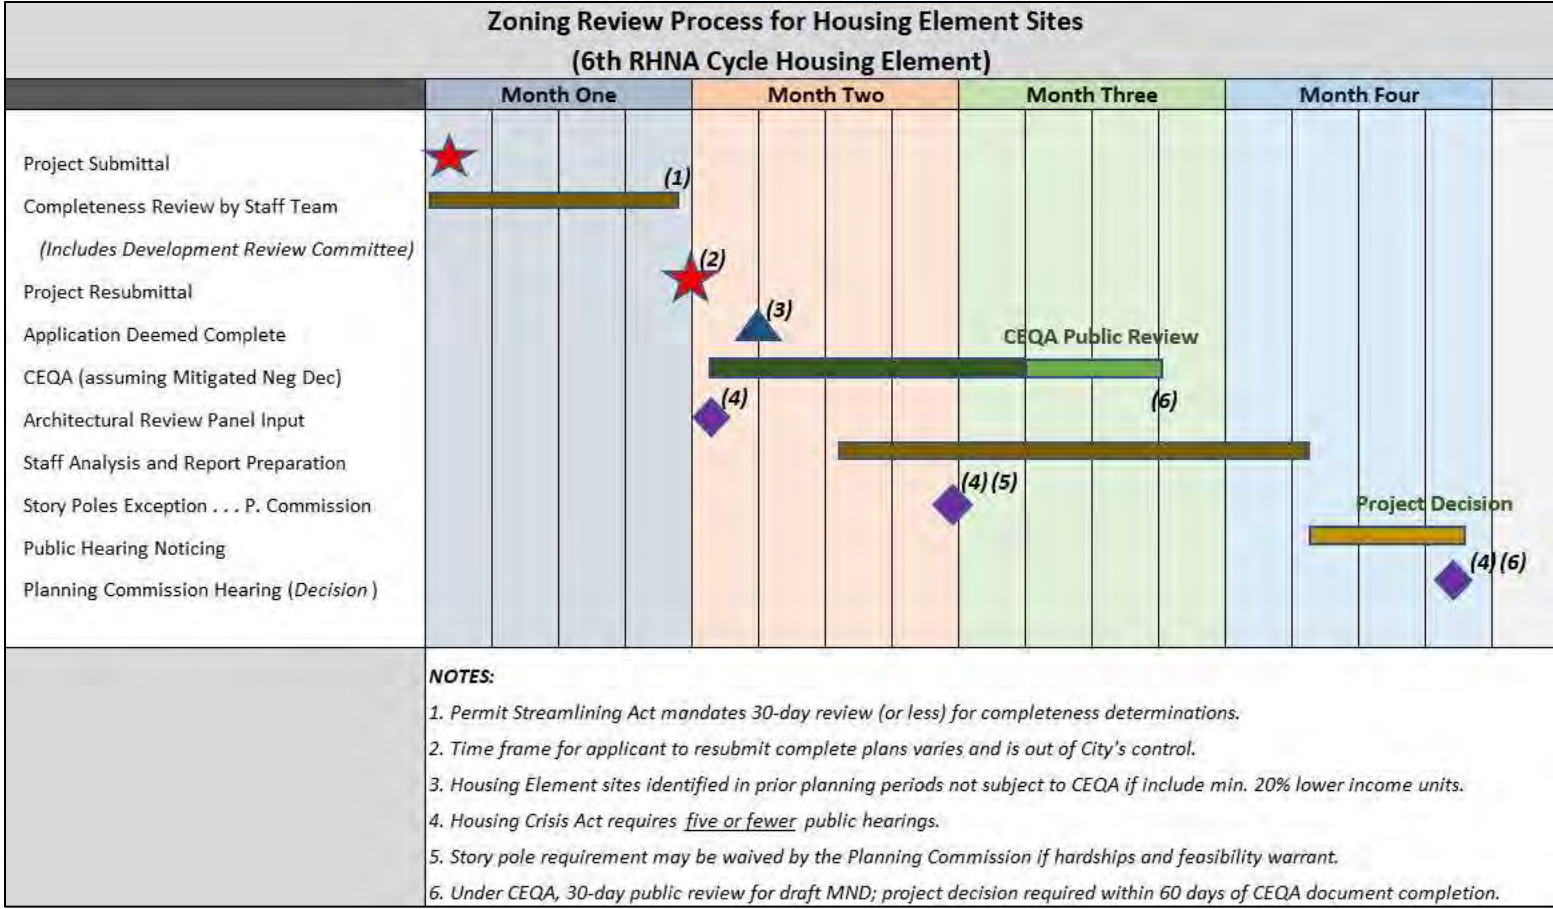 Zoning Review Process for Housing Element Sites
(6th RHNA Cycle Housing Element)
Month One Month Two Month Three Month Four
Project Submittal
(1)
Completeness Review by Staff Team
(Includes Development Review Committee)
(2)
Project Resubmittal
(3)
Application Deemed Complete
CEQA Public Review
CEQA (assuming Mitigated Neg Dec)
(4)
(6)
Architectural Review Panel Input
Staff Analysis and Report Preparation
(4) (5)
Story Poles Exception . . . P. Commission
Project Decision
Public Hearing Noticing
(4) (6)
Planning Commission Hearing (Decision)
NOTES:
1. Permit Streamlining Act mandates 30-day review (or less) for completeness determinations.
2. Time frame for applicant to resubmit complete plans varies and is out of City's control.
3. Housing Element sites identified in prior planning periods not subject to CEQA if include min. 20% lower income units.
4. Housing Crisis Act requires five or fewer public hearings.
5. Story pole requirement may be waived by the Planning Commission if hardships and feasibility warrant.
6. Under CEQA, 30-day public review for draft MND; project decision required within 60 days of CEQA document completion.